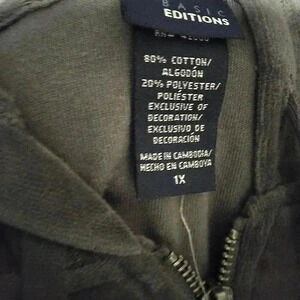 BASIC
EDITIONS
80% COTTON/
ALGODÓN
20% POLYESTER/
POLIÉSTER
EXCLUSIVE OF
DECORATION/
EXCLUSIVO DE
DECORACIÓN
MADE IN CAMBODIA/
HECHO EN CAMBOYA
1X